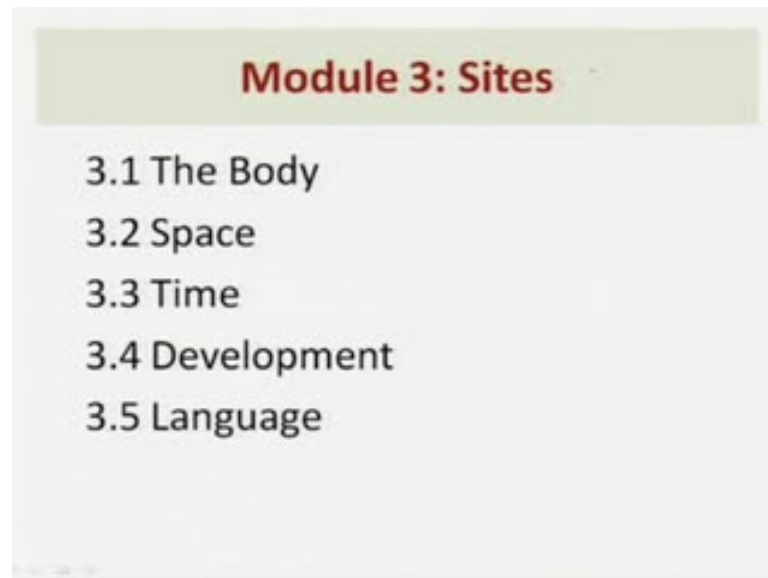 Module 3: Sites
3.1 The Body
3.2 Space
3.3 Time
3.4 Development
3.5 Language